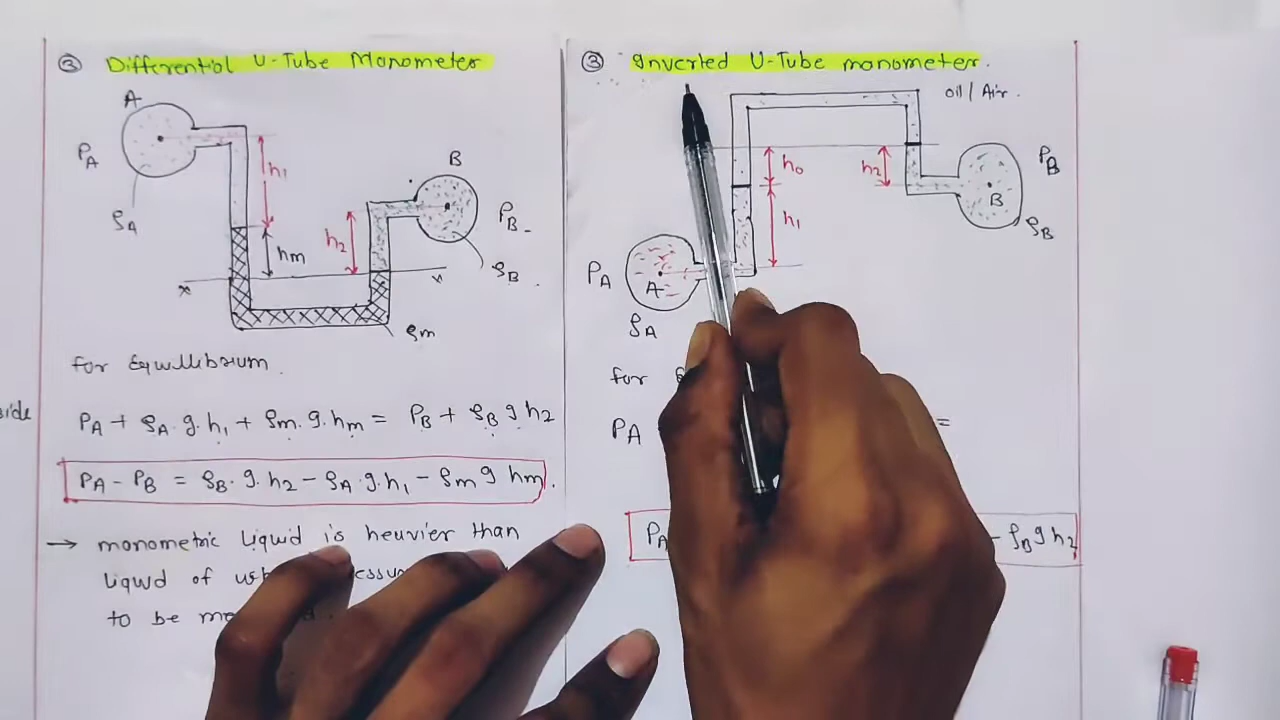 ② Differential U-Tube Manometer
A
PA
h1
ρA
hm
h2
B
PB
ρB
x
x
ρm
for Equillibrium.
PA + ρA.g.h1 + ρm.g.hm = PB + ρB g h2
PA - PB = ρB.g.h2 - ρA.g.h1 - ρm g hm.
→ monometric liquid is heavier than
liquid of
to be
side
③ Inverted U-Tube manometer.
Oil / Air.
h0
h2
h1
PB
B
ρB
PA
A
ρA
for
PA =
PA - ρB g h2